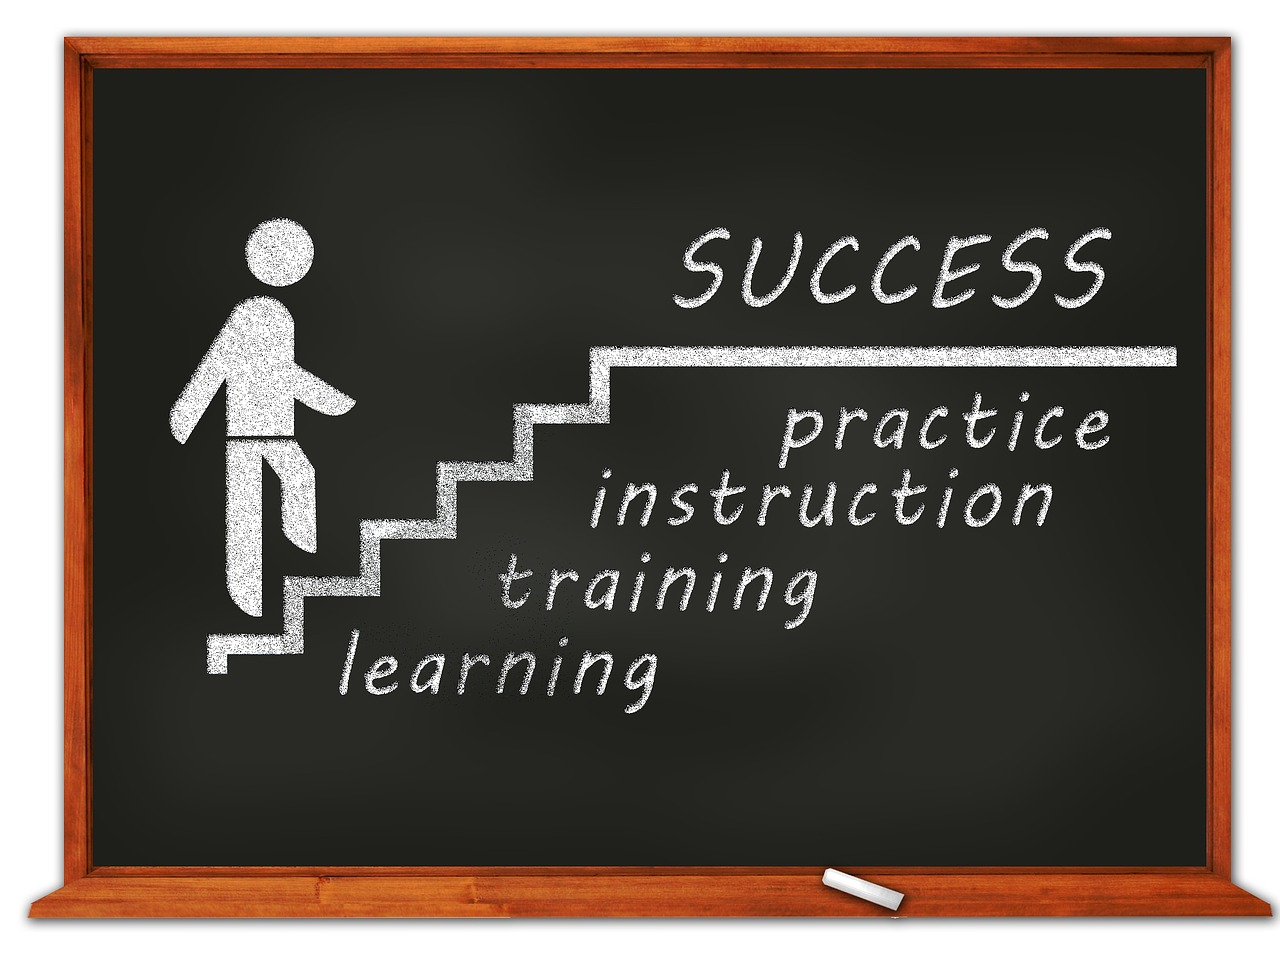 SUCCESS
practice
instruction
training
learning